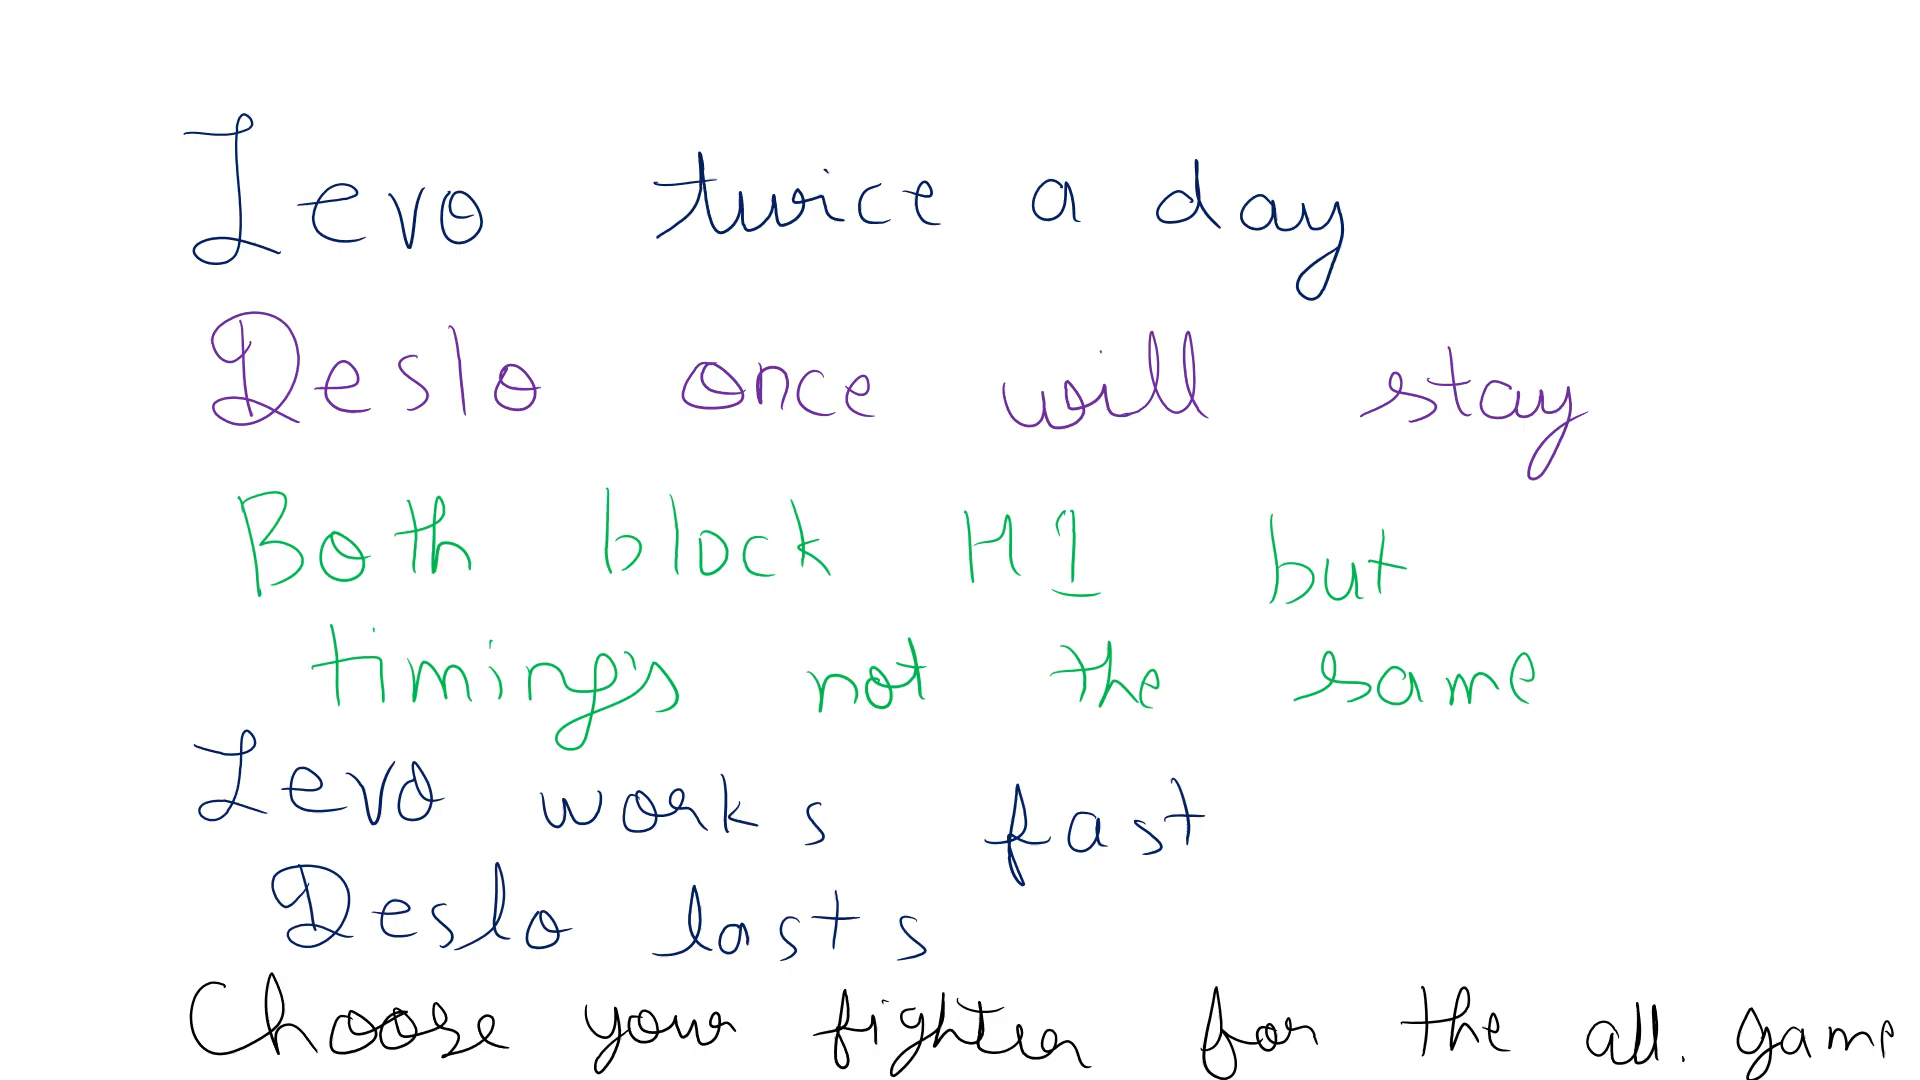 Levo twice a day
Deslo once will stay
Both block H1 but
timing's not the same
Levo works fast
Deslo lasts
Choose your fighter for the all. game